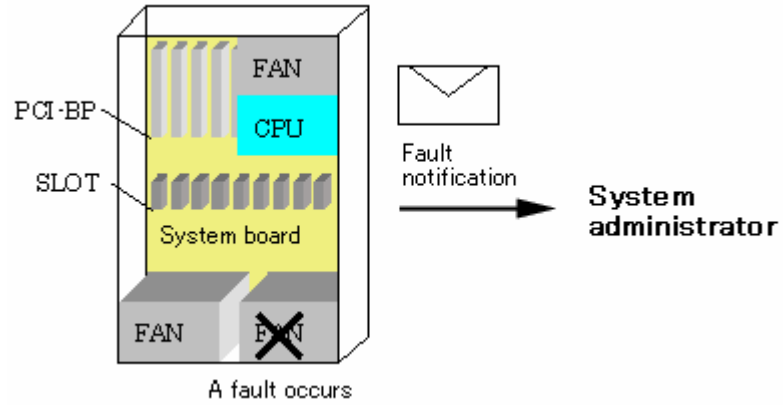 FAN
PCI-BP
CPU
SLOT
System board
FAN
FAN
A fault occurs
Fault
notification
System
administrator